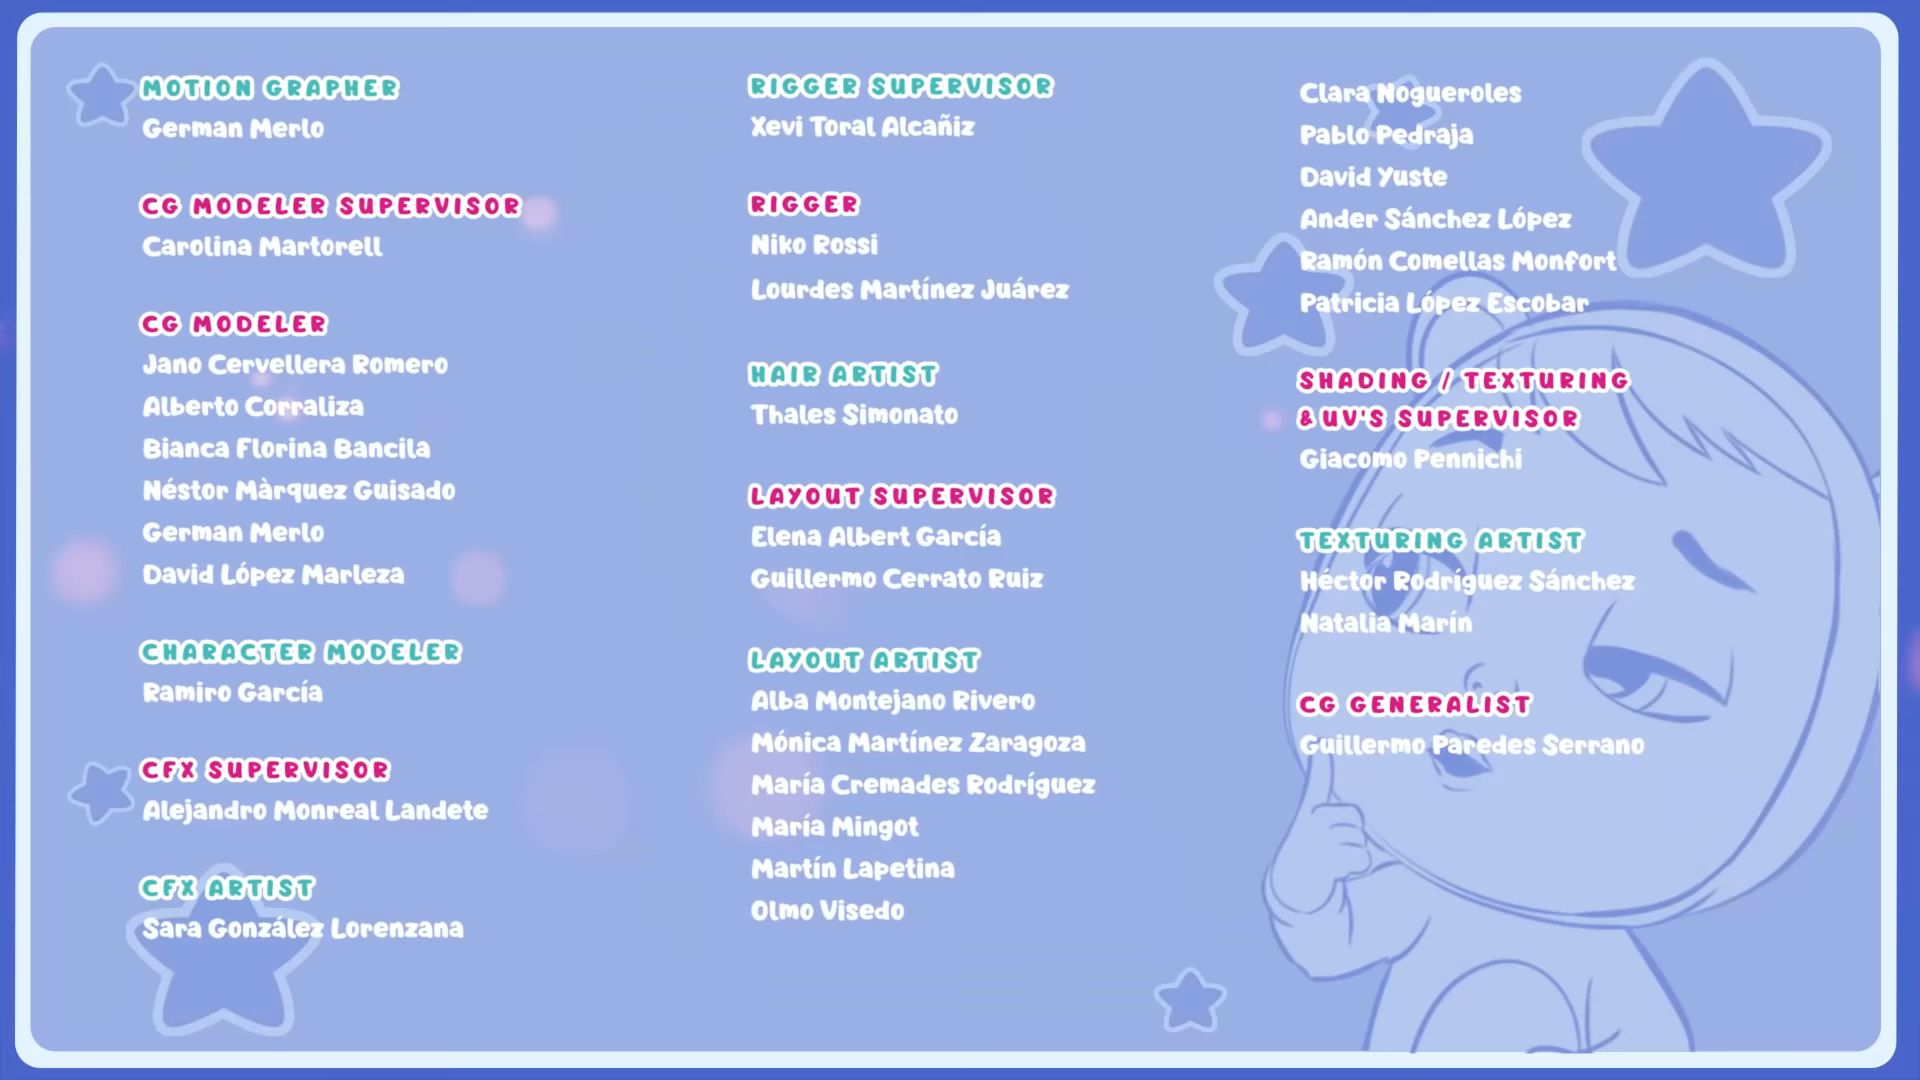 MOTION GRAPHER
German Merlo
CG MODELER SUPERVISOR
Carolina Martorell
CG MODELER
Jano Cervellera Romero
Alberto Corraliza
Bianca Florina Bancila
Néstor Màrquez Guisado
German Merlo
David López Marleza
CHARACTER MODELER
Ramiro García
CFX SUPERVISOR
Alejandro Monreal Landete
CFX ARTIST
Sara González Lorenzana
RIGGER SUPERVISOR
Xevi Toral Alcañiz
RIGGER
Niko Rossi
Lourdes Martínez Juárez
HAIR ARTIST
Thales Simonato
LAYOUT SUPERVISOR
Elena Albert García
Guillermo Cerrato Ruiz
LAYOUT ARTIST
Alba Montejano Rivero
Mónica Martínez Zaragoza
María Cremades Rodríguez
María Mingot
Martín Lapetina
Olmo Visedo
Clara Nogueroles
Pablo Pedraja
David Yuste
Ander Sánchez López
Ramón Comellas Monfort
Patricia López Escobar
SHADING / TEXTURING
& UV'S SUPERVISOR
Giacomo Pennichi
TEXTURING ARTIST
Héctor Rodríguez Sánchez
Natalia Marín
CG GENERALIST
Guillermo Paredes Serrano